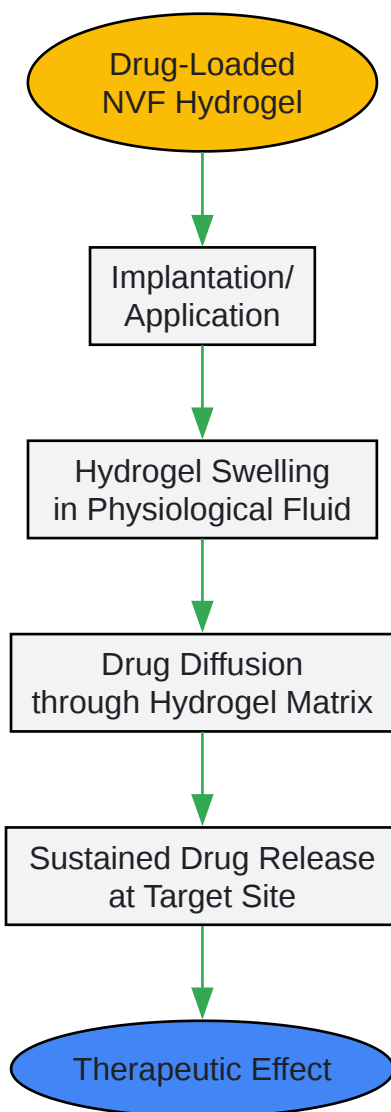 Drug-Loaded
NVF Hydrogel
Implantation/
Application
Hydrogel Swelling
in Physiological Fluid
Drug Diffusion
through Hydrogel Matrix
Sustained Drug Release
at Target Site
Therapeutic Effect